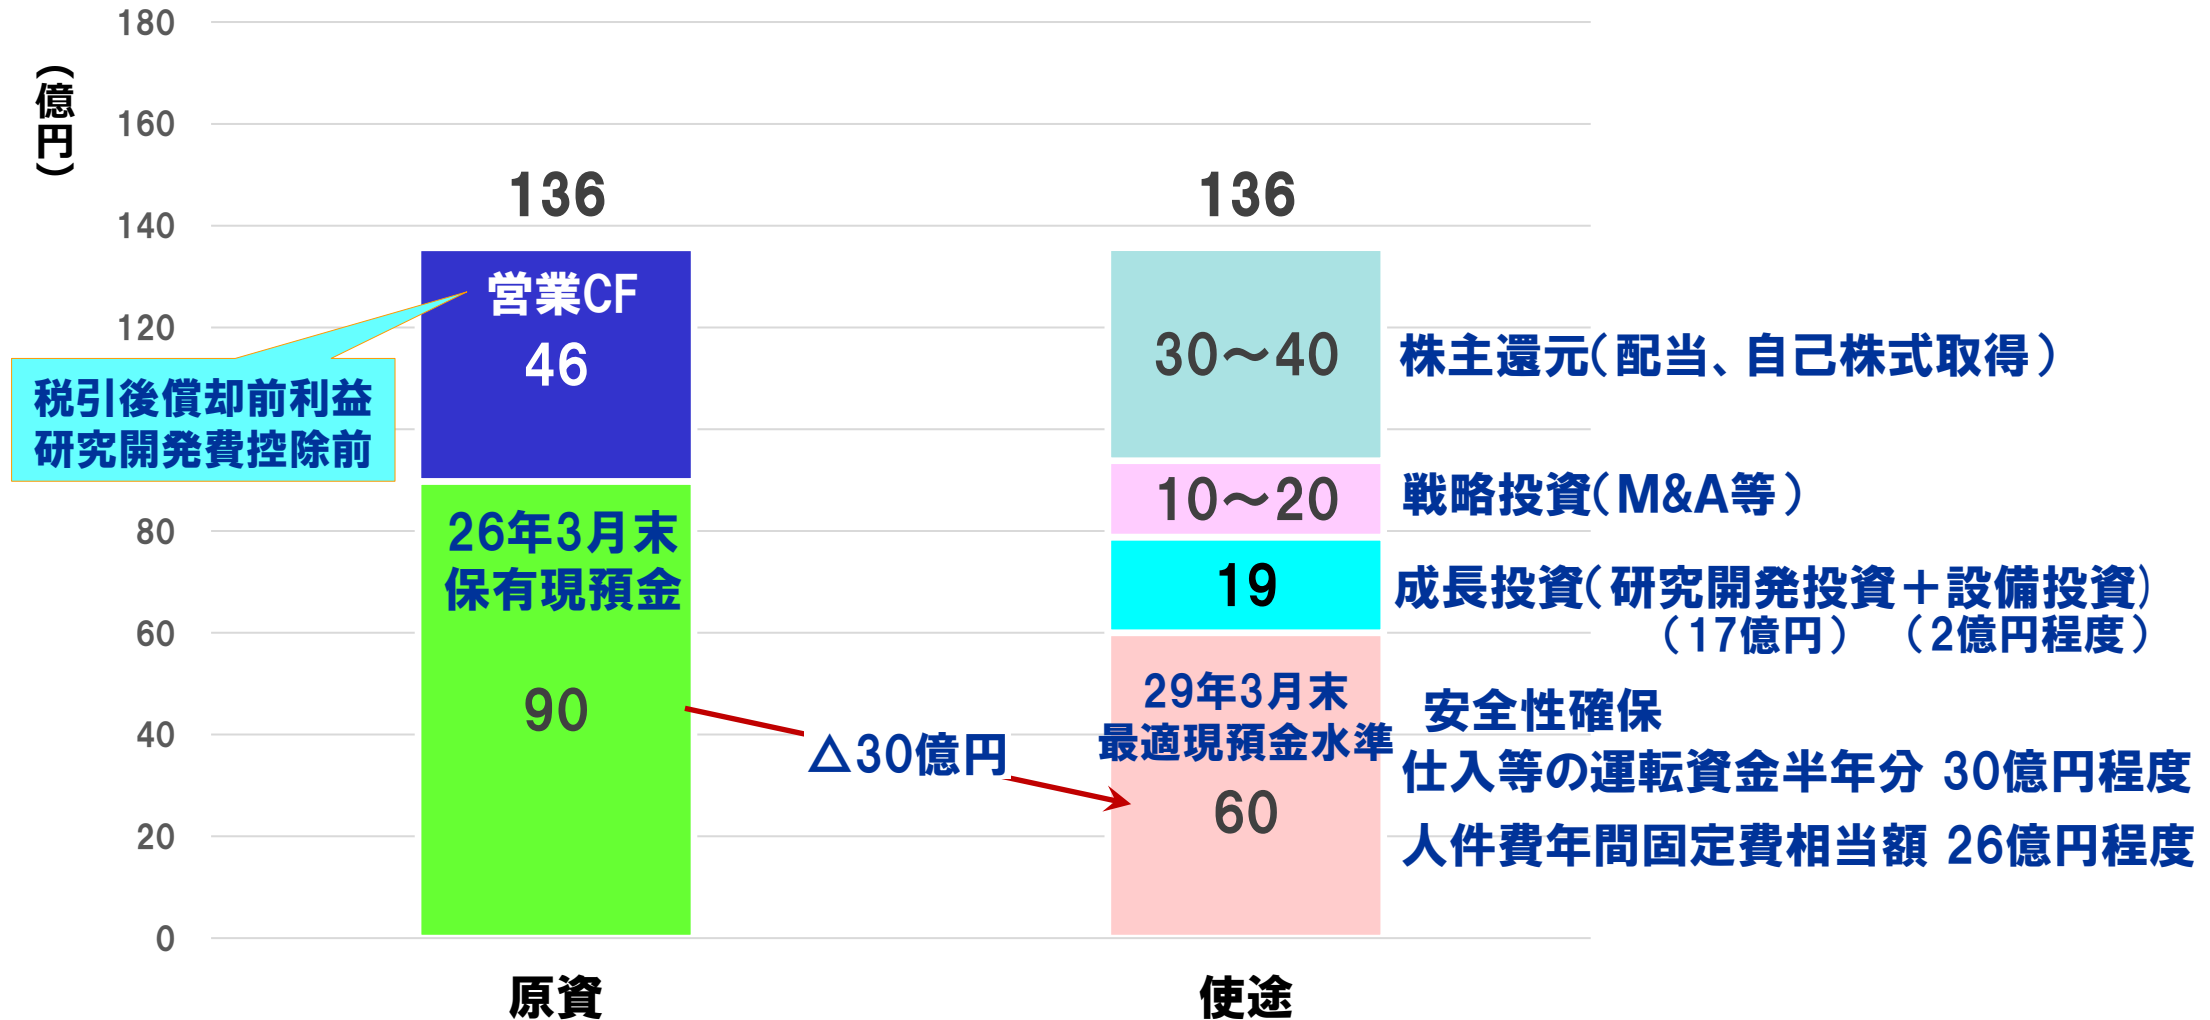 (億円)
180
160
140
120
80
60
40
20
0
136
営業CF
46
税引後償却前利益
研究開発費控除前
26年3月末
保有現預金
90
△30億円
136
30～40
株主還元(配当、自己株式取得)
10～20
戦略投資(M&A等)
19
成長投資(研究開発投資＋設備投資)
(17億円) (2億円程度)
29年3月末
最適現預金水準
60
安全性確保
仕入等の運転資金半年分 30億円程度
人件費年間固定費相当額 26億円程度
原資
使途